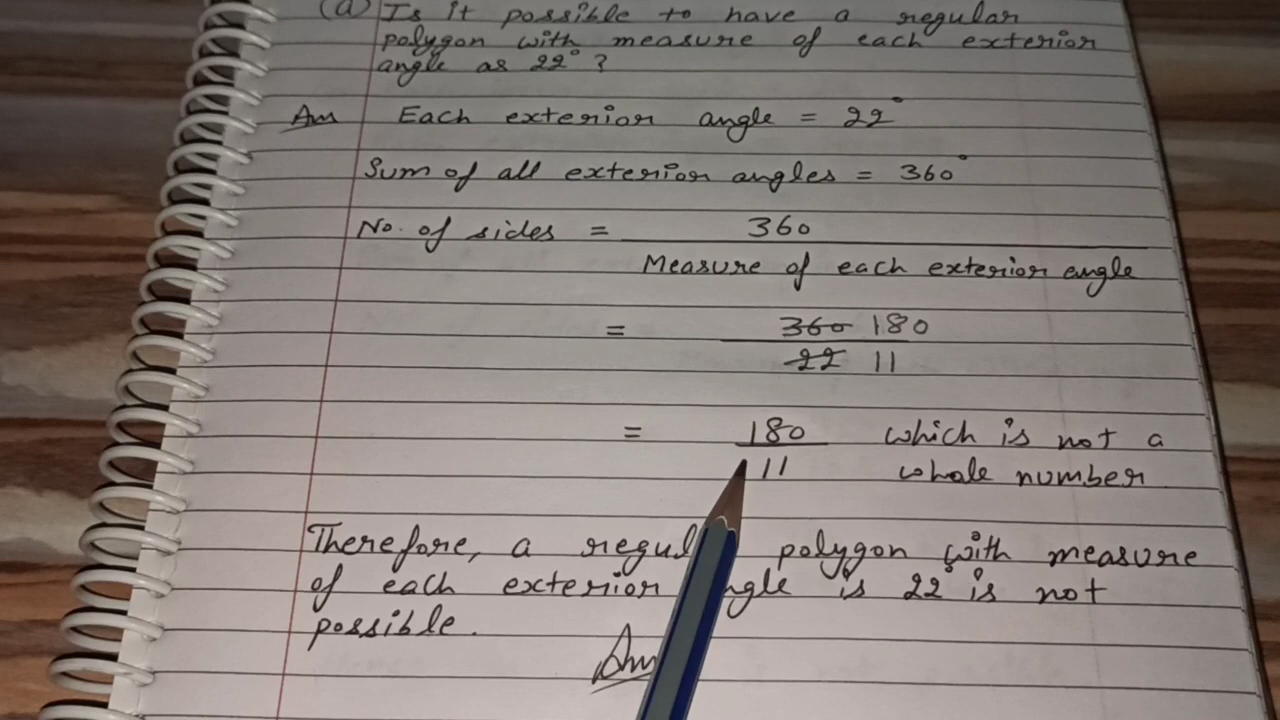 (a) Is it possible to have a regular
polygon with measure of each exterior
angle as 22° ?
Ans Each exterior angle = 22°
Sum of all exterior angles = 360°
No. of sides = 360
Measure of each exterior angle
= 360 180
22 11
= 180 which is not a
11 whole number
Therefore, a regular polygon with measure
of each exterior angle is 22° is not
possible.
Ans